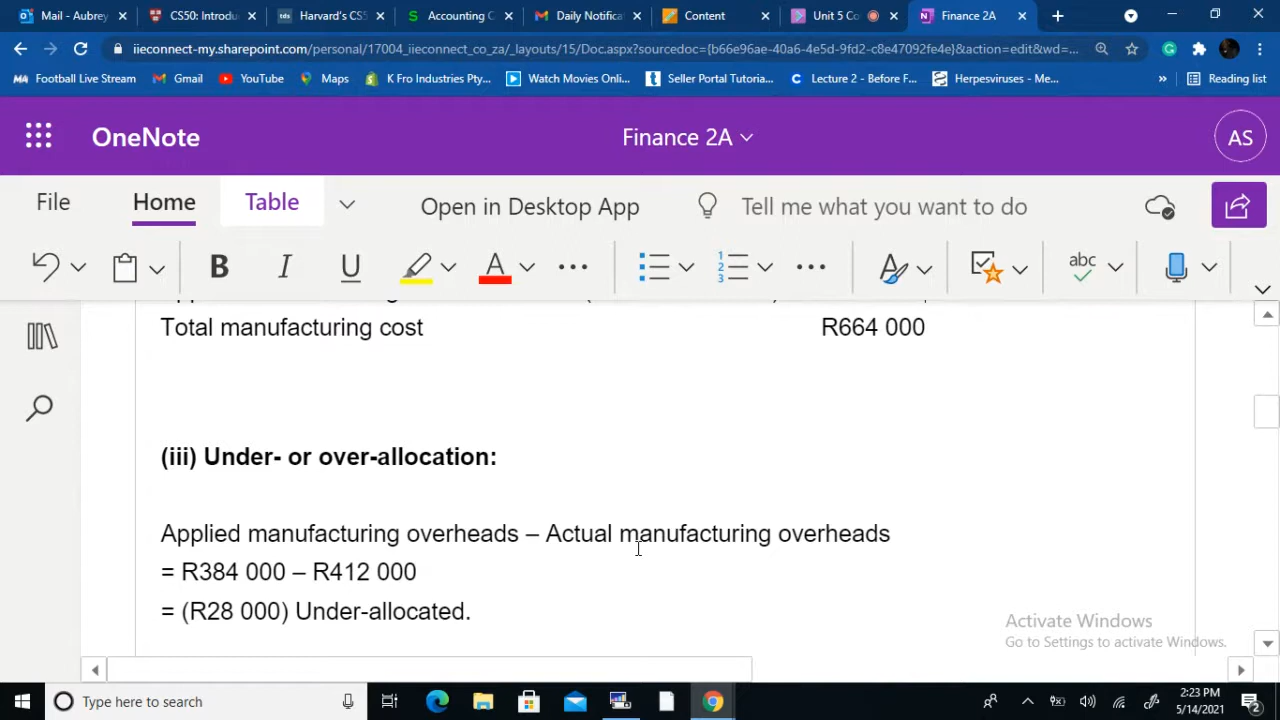 Mail - Aubrey
CS50: Introdu
Harvard's CS5
Accounting C
Daily Notifica
Content
Unit 5 Co
Finance 2A
iieconnect-my.sharepoint.com/personal/17004_iieconnect_co_za/_layouts/15/Doc.aspx?sourcedoc={b66e96ae-40a6-4e5d-9fd2-c8e47092fe4e}&action=edit&wd=...
Football Live Stream
Gmail
YouTube
Maps
K Fro Industries Pty...
Watch Movies Onlin...
Seller Portal Tutoria...
Lecture 2 - Before F...
Herpesviruses - Me...
»
Reading list
OneNote
Finance 2A
AS
File
Home
Table
Open in Desktop App
Tell me what you want to do
B I U A
abc
Total manufacturing cost R664 000
(iii) Under- or over-allocation:
Applied manufacturing overheads – Actual manufacturing overheads
= R384 000 – R412 000
= (R28 000) Under-allocated.
Activate Windows
Go to Settings to activate Windows.
Type here to search
2:23 PM
5/14/2021
2